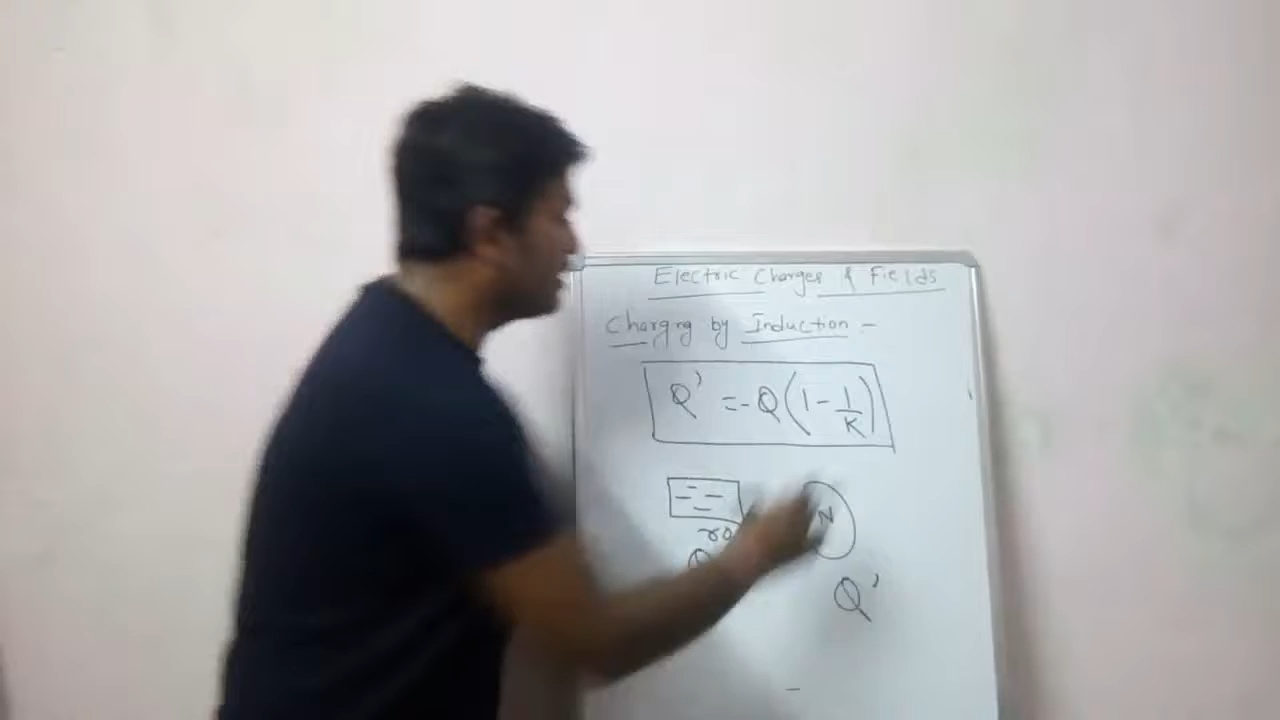 Electric Charges & Fields
Charging by Induction -
Q' = -Q(1 - 1/K)
N
Q
Q'